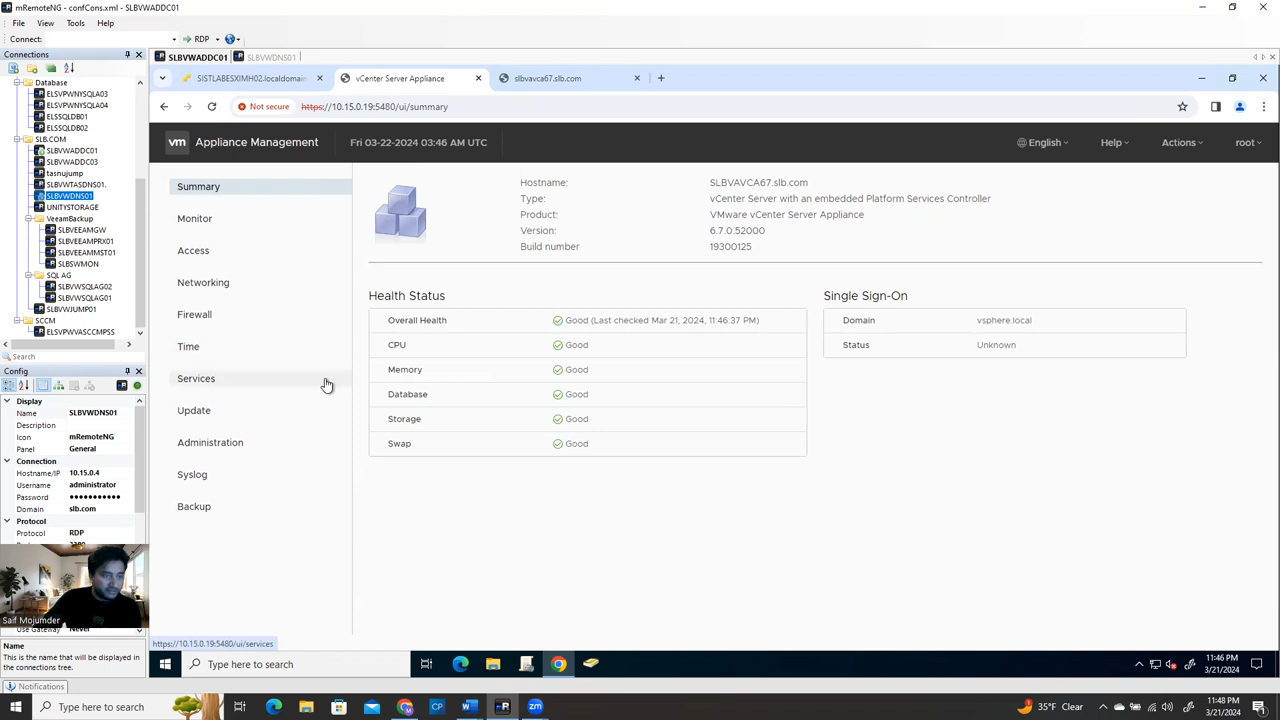 mRemoteNG - confCons.xml - SLBVWADDC01
File View Tools Help
Connect: RDP
Connections
SLBVWADDC01 SLBVWDNS01
Database
ELSVPWNYSQLA03
ELSVPWNYSQLA04
ELSSQLDB01
ELSSQLDB02
SLB.COM
SLBVWADDC01
SLBVWADDC03
tasnujump
SLBVWTASDNS01.
SLBVWDNS01
UNITYSTORAGE
VeeamBackup
SLBVEEAMGW
SLBVEEAMPRX01
SLBVEEAMMST01
SLBSWMON
SQL AG
SLBVWSQLAG02
SLBVWSQLAG01
SLBVWJUMP01
SCCM
ELSVPWVASCCMPSS
Search
Config
Display
Name SLBVWDNS01
Description
Icon mRemoteNG
Panel General
Connection
Hostname/IP 10.15.0.4
Username administrator
Password ●●●●●●●●●●
Domain slb.com
Protocol
Protocol RDP
Saif Mojumder
Use Gateway Never
Name
This is the name that will be displayed in the connections tree.
Notifications
SISTLABESXIMH02.localdomain
vCenter Server Appliance
slbvavca67.slb.com
Not secure https://10.15.0.19:5480/ui/summary
vm Appliance Management Fri 03-22-2024 03:46 AM UTC English Help Actions root
Summary
Monitor
Access
Networking
Firewall
Time
Services
Update
Administration
Syslog
Backup
Hostname: SLBVAVCA67.slb.com
Type: vCenter Server with an embedded Platform Services Controller
Product: VMware vCenter Server Appliance
Version: 6.7.0.52000
Build number 19300125
Health Status
Overall Health Good (Last checked Mar 21, 2024, 11:46:37 PM)
CPU Good
Memory Good
Database Good
Storage Good
Swap Good
Single Sign-On
Domain vsphere.local
Status Unknown
https://10.15.0.19:5480/ui/services
Type here to search
11:46 PM
3/21/2024
Type here to search
35°F Clear
11:48 PM
3/21/2024